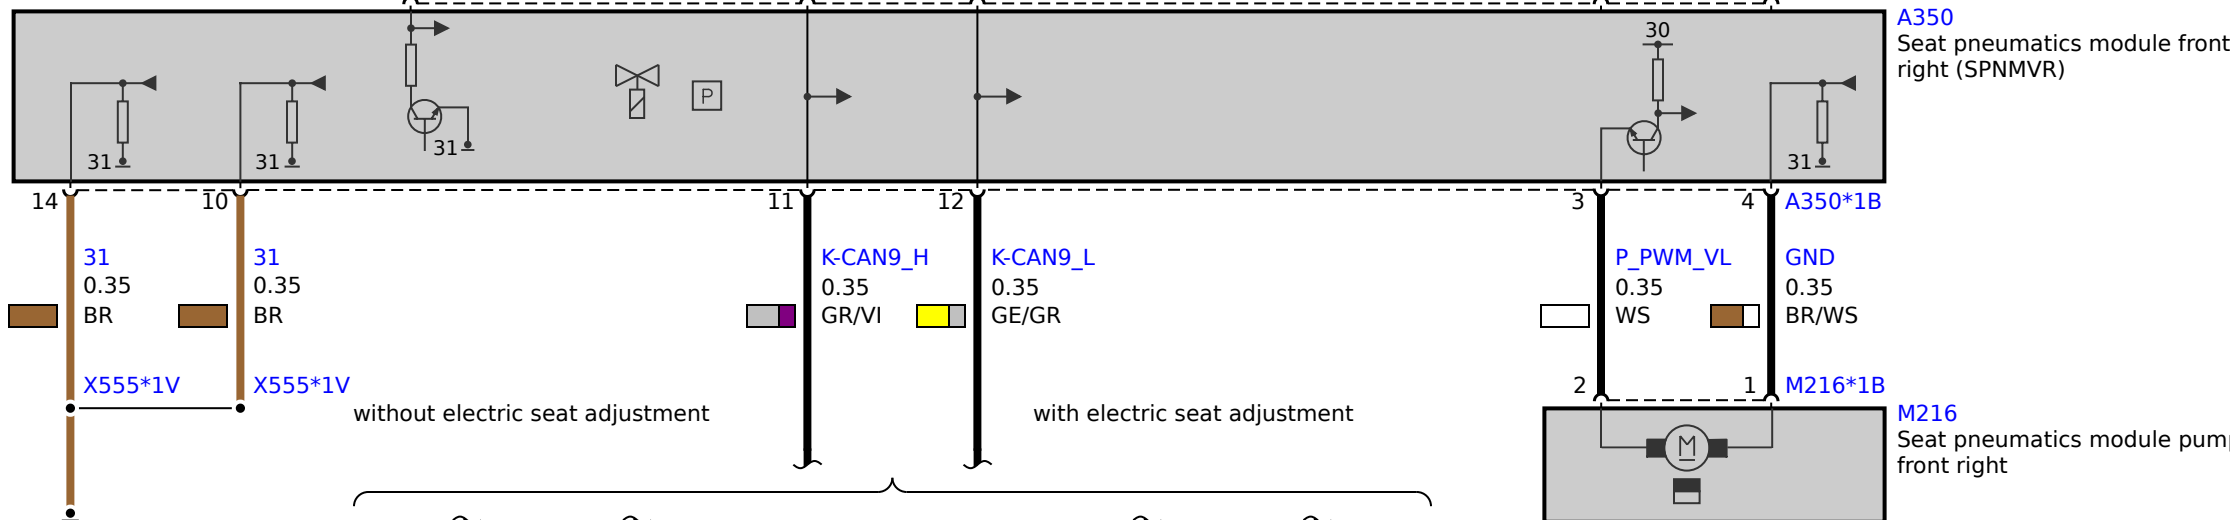 A350
Seat pneumatics module front
right (SPNMVR)
30
P
31
31
31
31
14
10
11
12
3
4
A350*1B
31
0.35
BR
31
0.35
BR
K-CAN9_H
0.35
GR/VI
K-CAN9_L
0.35
GE/GR
P_PWM_VL
0.35
WS
GND
0.35
BR/WS
X555*1V
X555*1V
2
1
M216*1B
without electric seat adjustment
with electric seat adjustment
M216
Seat pneumatics module pump
front right
M